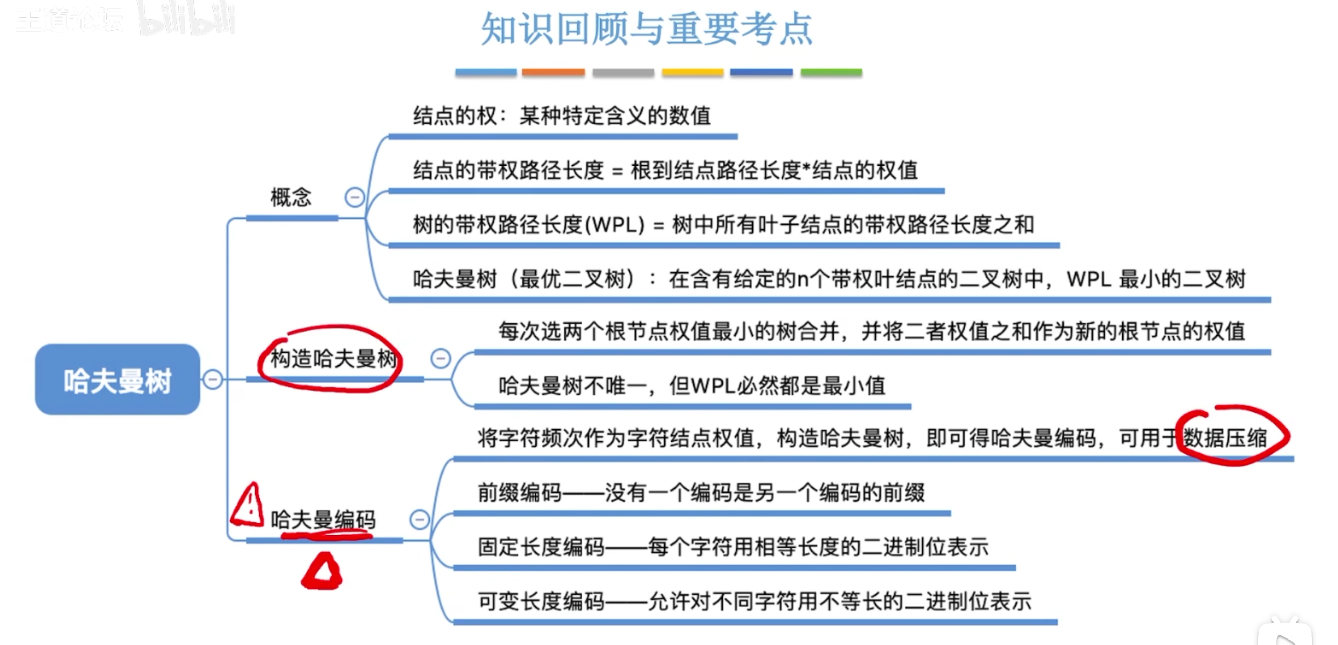 王道论坛 bilibili
知识回顾与重要考点
结点的权：某种特定含义的数值
结点的带权路径长度 = 根到结点路径长度*结点的权值
概念
树的带权路径长度(WPL) = 树中所有叶子结点的带权路径长度之和
哈夫曼树（最优二叉树）：在含有给定的n个带权叶结点的二叉树中，WPL 最小的二叉树
每次选两个根节点权值最小的树合并，并将二者权值之和作为新的根节点的权值
构造哈夫曼树
哈夫曼树
哈夫曼树不唯一，但WPL必然都是最小值
将字符频次作为字符结点权值，构造哈夫曼树，即可得哈夫曼编码，可用于数据压缩
前缀编码——没有一个编码是另一个编码的前缀
哈夫曼编码
固定长度编码——每个字符用相等长度的二进制位表示
可变长度编码——允许对不同字符用不等长的二进制位表示